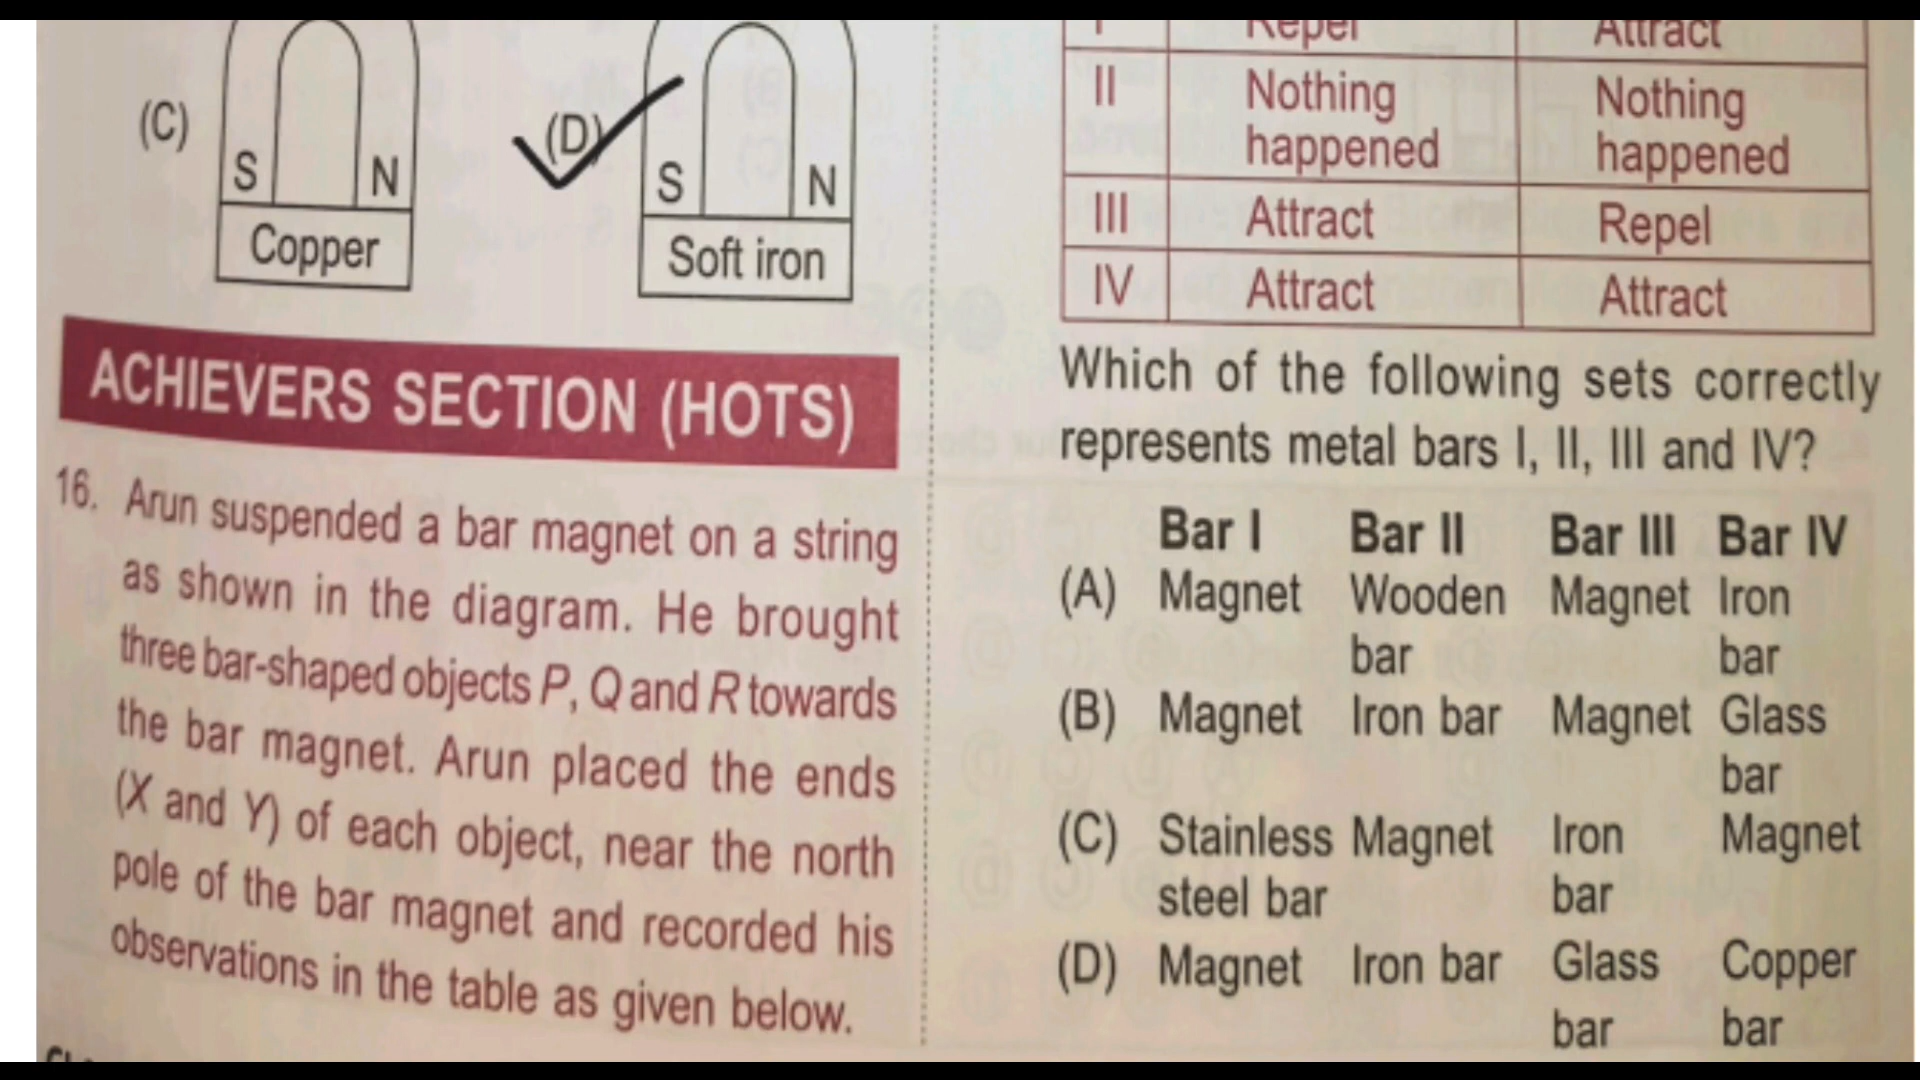 (C)
S
N
Copper
(D)
S
N
Soft iron
ACHIEVERS SECTION (HOTS)
16. Arun suspended a bar magnet on a string
as shown in the diagram. He brought
three bar-shaped objects P, Q and R towards
the bar magnet. Arun placed the ends
(X and Y) of each object, near the north
pole of the bar magnet and recorded his
observations in the table as given below.
I Repel Attract
II Nothing Nothing
happened happened
III Attract Repel
IV Attract Attract
Which of the following sets correctly
represents metal bars I, II, III and IV?
Bar I Bar II Bar III Bar IV
(A) Magnet Wooden Magnet Iron
bar bar
(B) Magnet Iron bar Magnet Glass
bar
(C) Stainless Magnet Iron Magnet
steel bar bar
(D) Magnet Iron bar Glass Copper
bar bar